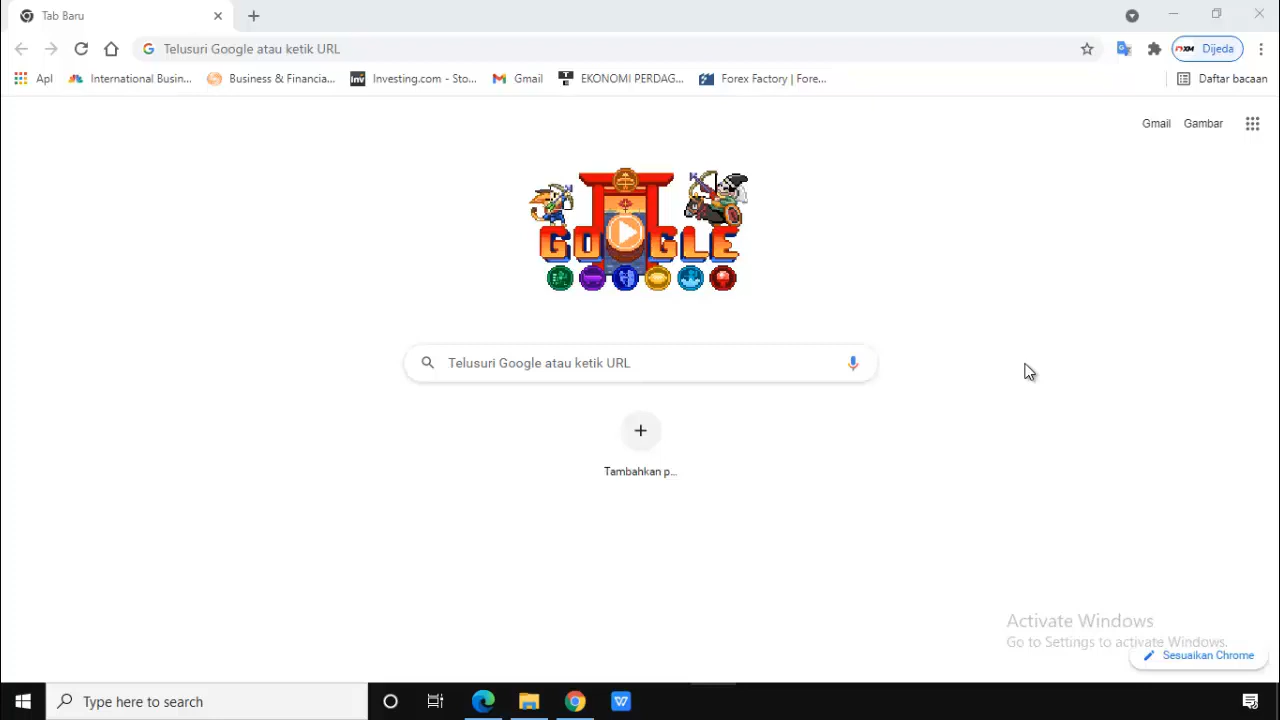 Tab Baru
Telusuri Google atau ketik URL
Dijeda
Apl
International Busin...
Business & Financia...
Investing.com - Sto...
Gmail
EKONOMI PERDAG...
Forex Factory | Fore...
Daftar bacaan
Gmail
Gambar
GOOGLE
Telusuri Google atau ketik URL
Tambahkan p...
Activate Windows
Go to Settings to activate Windows.
Sesuaikan Chrome
Type here to search